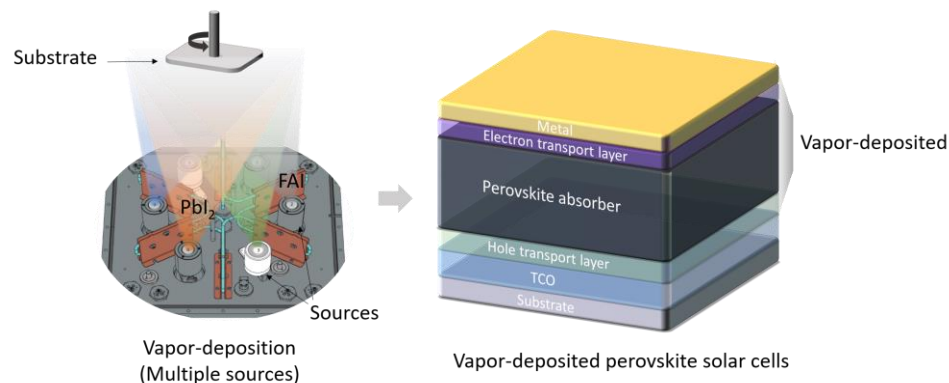 Substrate
FAI
PbI₂
Sources
Vapor-deposition
(Multiple sources)
Metal
Electron transport layer
Perovskite absorber
Hole transport layer
TCO
Substrate
Vapor-deposited
Vapor-deposited perovskite solar cells